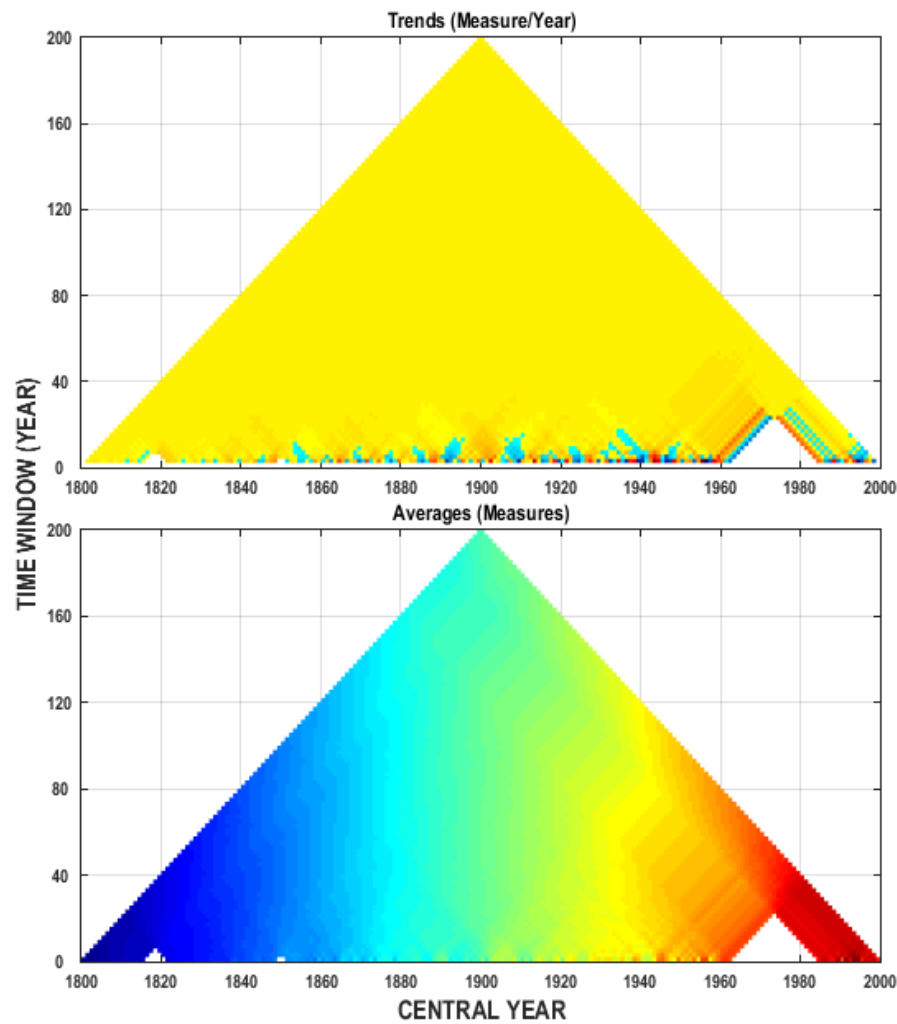 Trends (Measure/Year)
200
160
120
80
40
0
1800 1820 1840 1860 1880 1900 1920 1940 1960 1980 2000
TIME WINDOW (YEAR)
Averages (Measures)
200
160
120
80
40
0
1800 1820 1840 1860 1880 1900 1920 1940 1960 1980 2000
CENTRAL YEAR